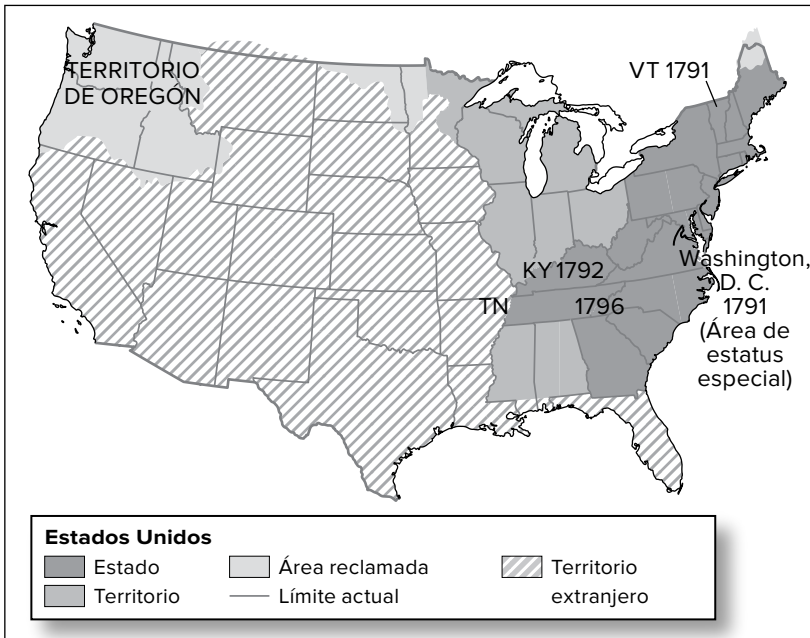 TERRITORIO
DE OREGÓN
VT 1791
KY 1792
TN 1796
Washington,
D. C.
1791
(Área de
estatus
especial)
Estados Unidos
Estado
Territorio
Área reclamada
Límite actual
Territorio
extranjero